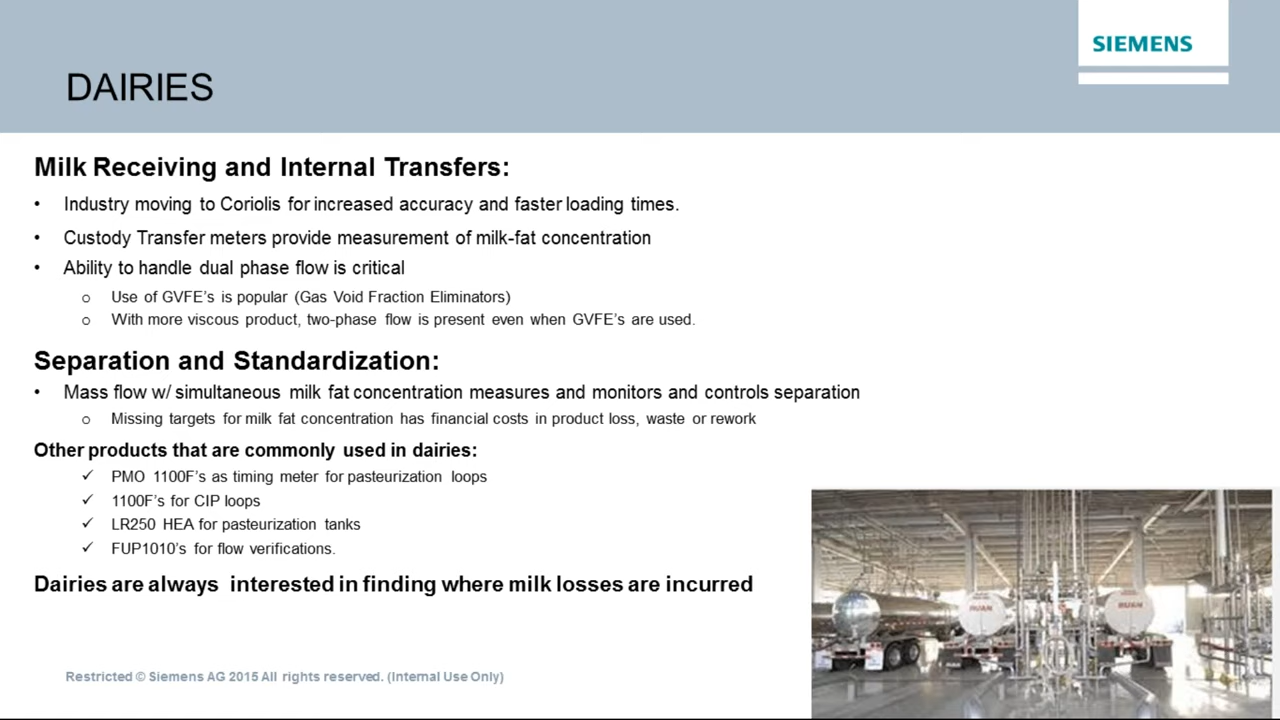 SIEMENS
DAIRIES
Milk Receiving and Internal Transfers:
• Industry moving to Coriolis for increased accuracy and faster loading times.
• Custody Transfer meters provide measurement of milk-fat concentration
• Ability to handle dual phase flow is critical
o Use of GVFE's is popular (Gas Void Fraction Eliminators)
o With more viscous product, two-phase flow is present even when GVFE's are used.
Separation and Standardization:
• Mass flow w/ simultaneous milk fat concentration measures and monitors and controls separation
o Missing targets for milk fat concentration has financial costs in product loss, waste or rework
Other products that are commonly used in dairies:
✓ PMO 1100F's as timing meter for pasteurization loops
✓ 1100F's for CIP loops
✓ LR250 HEA for pasteurization tanks
✓ FUP1010's for flow verifications.
Dairies are always interested in finding where milk losses are incurred
RUAN
RUAN
Restricted © Siemens AG 2015 All rights reserved. (Internal Use Only)